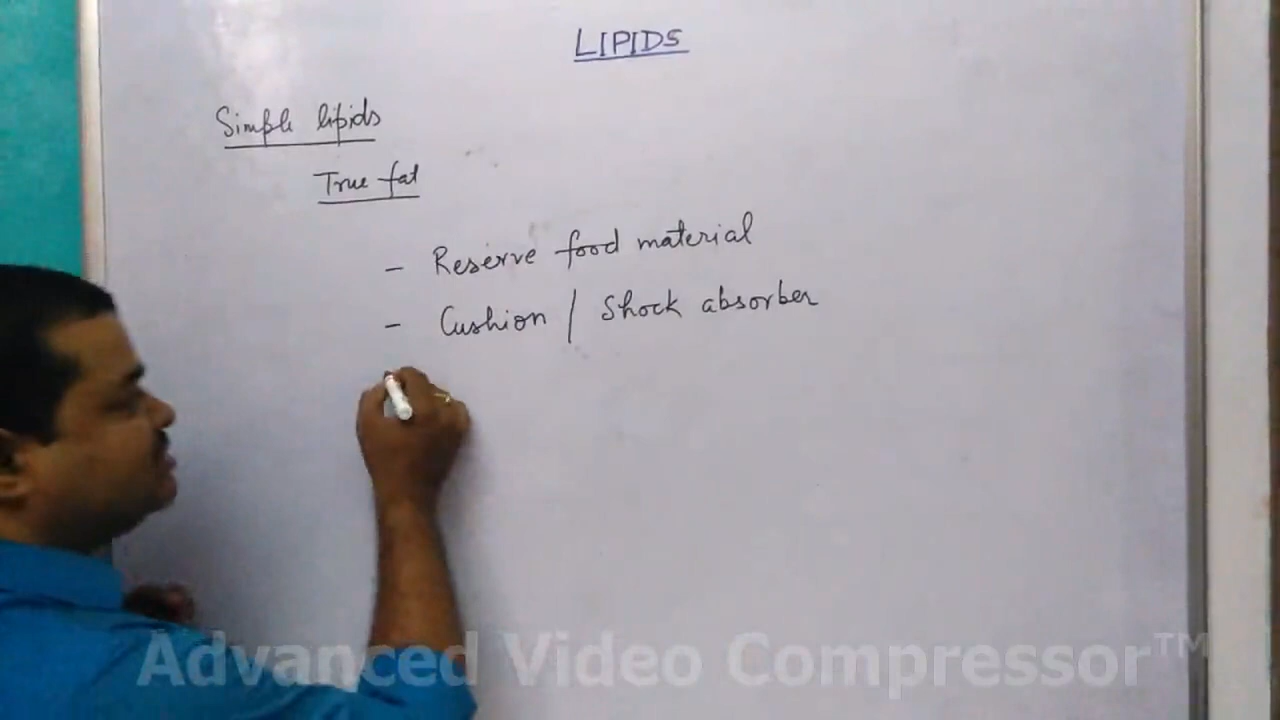 LIPIDS
Simple lipids
True fat
- Reserve food material
- Cushion / Shock absorber
Advanced Video Compressor™